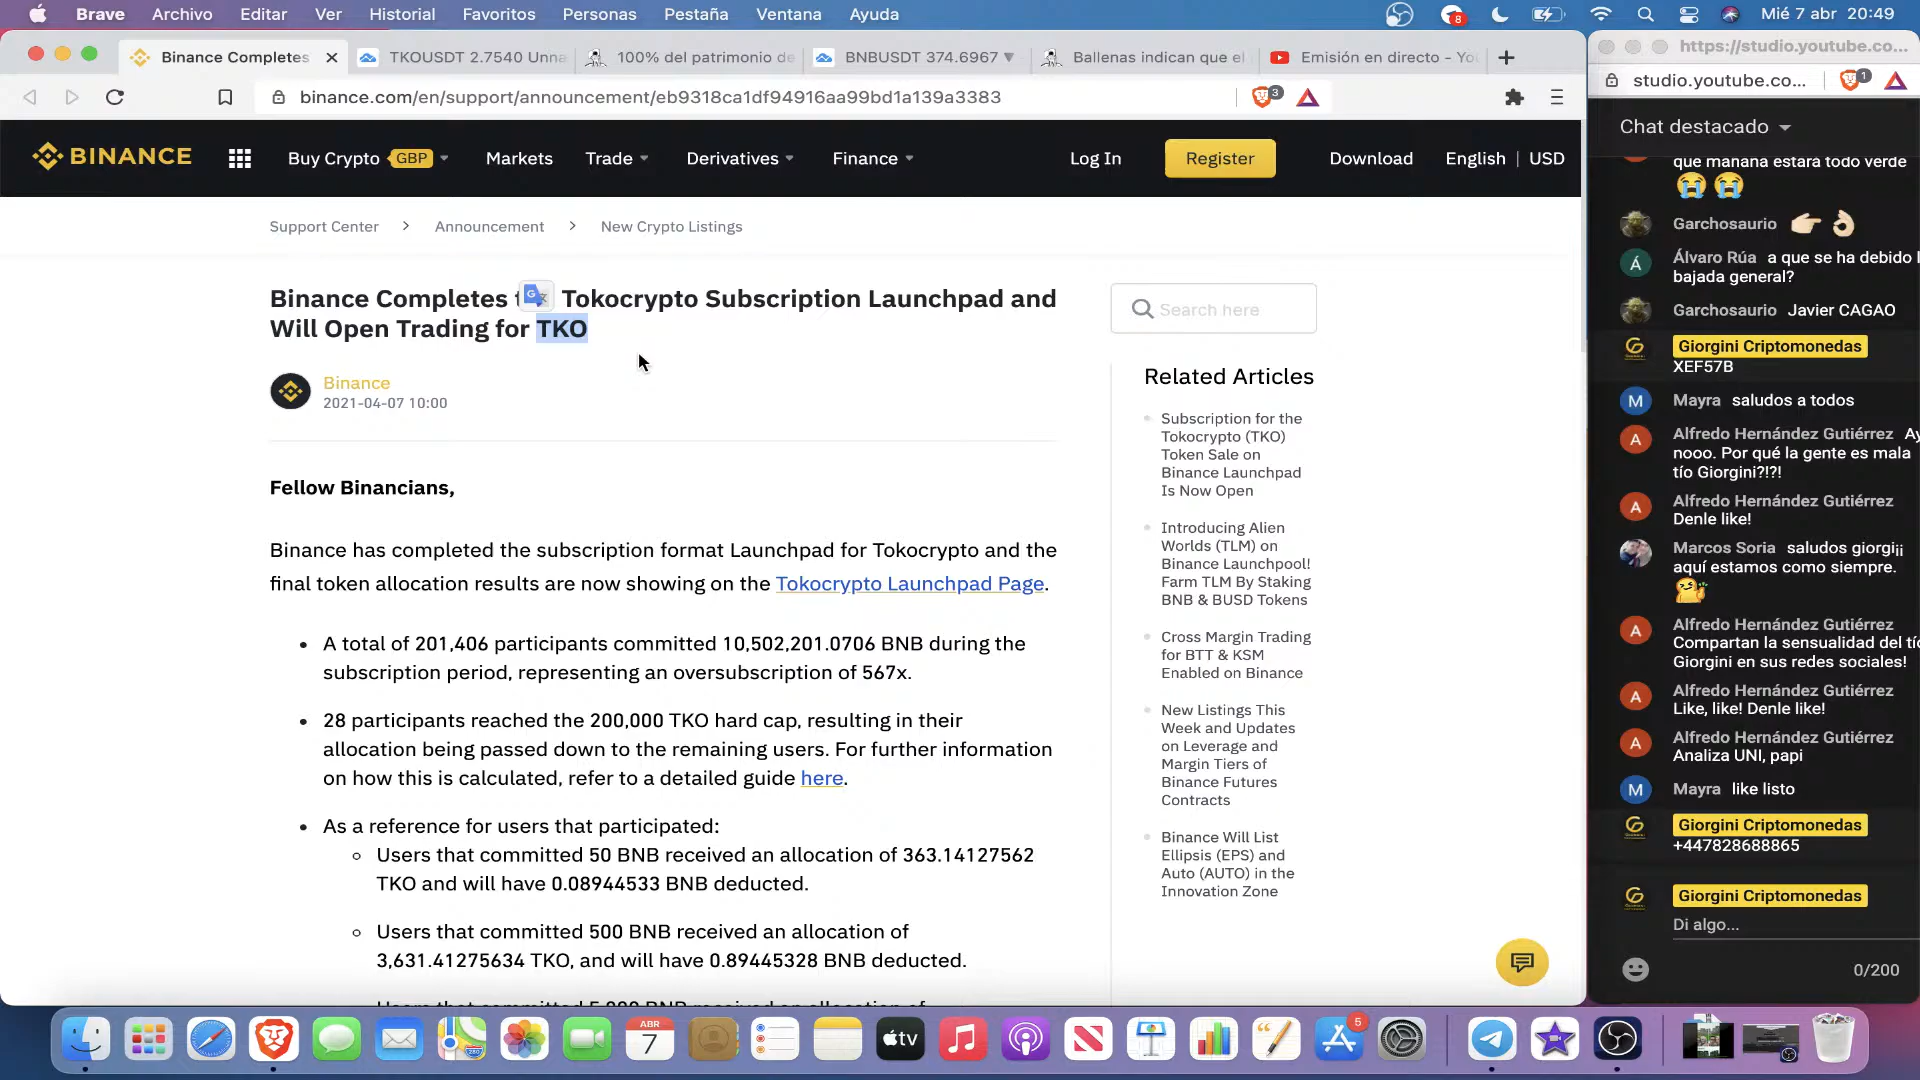 Brave Archivo Editar Ver Historial Favoritos Personas Pestaña Ventana Ayuda
8
Mié 7 abr 20:49
Binance Completes
TKOUSDT 2.7540 Unna
100% del patrimonio de
BNBUSDT 374.6967
Ballenas indican que el
Emisión en directo - You
binance.com/en/support/announcement/eb9318ca1df94916aa99bd1a139a3383
3
BINANCE
Buy Crypto GBP
Markets
Trade
Derivatives
Finance
Log In
Register
Download
English | USD
Support Center > Announcement > New Crypto Listings
Binance Completes Tokocrypto Subscription Launchpad and
Will Open Trading for TKO
Binance
2021-04-07 10:00
Fellow Binancians,
Binance has completed the subscription format Launchpad for Tokocrypto and the
final token allocation results are now showing on the Tokocrypto Launchpad Page.
A total of 201,406 participants committed 10,502,201.0706 BNB during the
subscription period, representing an oversubscription of 567x.
28 participants reached the 200,000 TKO hard cap, resulting in their
allocation being passed down to the remaining users. For further information
on how this is calculated, refer to a detailed guide here.
As a reference for users that participated:
Users that committed 50 BNB received an allocation of 363.14127562
TKO and will have 0.08944533 BNB deducted.
Users that committed 500 BNB received an allocation of
3,631.41275634 TKO, and will have 0.89445328 BNB deducted.
Search here
Related Articles
Subscription for the
Tokocrypto (TKO)
Token Sale on
Binance Launchpad
Is Now Open
Introducing Alien
Worlds (TLM) on
Binance Launchpool!
Farm TLM By Staking
BNB & BUSD Tokens
Cross Margin Trading
for BTT & KSM
Enabled on Binance
New Listings This
Week and Updates
on Leverage and
Margin Tiers of
Binance Futures
Contracts
Binance Will List
Ellipsis (EPS) and
Auto (AUTO) in the
Innovation Zone
https://studio.youtube.co...
studio.youtube.co...
1
Chat destacado
que mañana estará todo verde
Garchosaurio
Álvaro Rúa a que se ha debido l
bajada general?
Garchosaurio Javier CAGAO
Giorgini Criptomonedas
XEF57B
Mayra saludos a todos
Alfredo Hernández Gutiérrez Ay
nooo. Por qué la gente es mala
tío Giorgini?!?!
Alfredo Hernández Gutiérrez
Denle like!
Marcos Soria saludos giorgi¡¡
aquí estamos como siempre.
Alfredo Hernández Gutiérrez
Compartan la sensualidad del tío
Giorgini en sus redes sociales!
Alfredo Hernández Gutiérrez
Like, like! Denle like!
Alfredo Hernández Gutiérrez
Analiza UNI, papi
Mayra like listo
Giorgini Criptomonedas
+447828688865
Giorgini Criptomonedas
Di algo...
0/200
ABR
7
tv
5